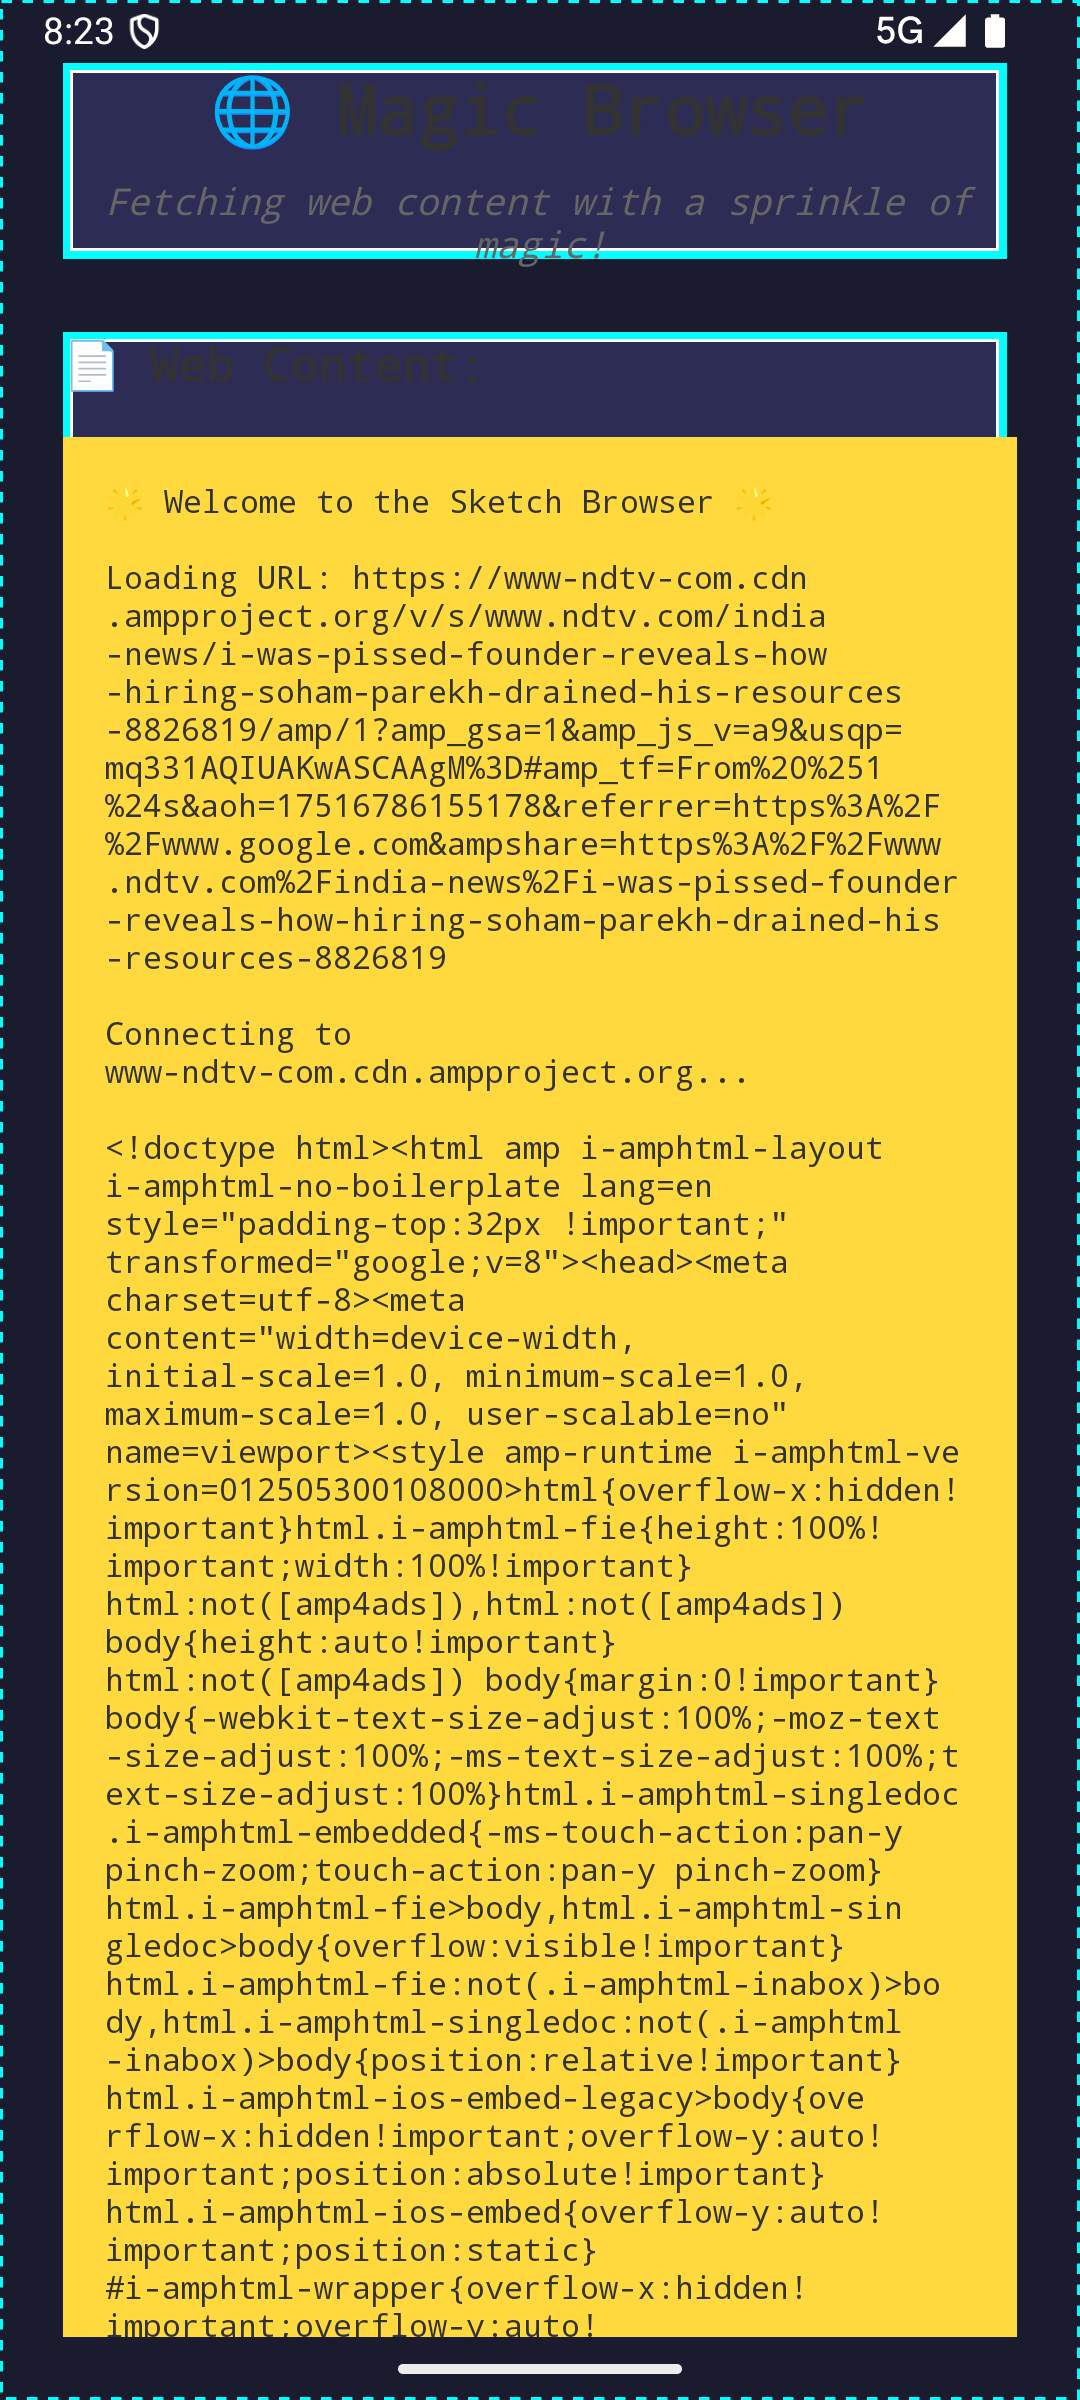 8:23
5G
🌐 Magic Browser
Fetching web content with a sprinkle of
magic!
📄 Web Content:
🌟 Welcome to the Sketch Browser 🌟
Loading URL: https://www-ndtv-com.cdn
.ampproject.org/v/s/www.ndtv.com/india
-news/i-was-pissed-founder-reveals-how
-hiring-soham-parekh-drained-his-resources
-8826819/amp/1?amp_gsa=1&amp_js_v=a9&usqp=
mq331AQIUAKwASCAAgM%3D#amp_tf=From%20%251
%24s&aoh=17516786155178&referrer=https%3A%2F
%2Fwww.google.com&ampshare=https%3A%2F%2Fwww
.ndtv.com%2Findia-news%2Fi-was-pissed-founder
-reveals-how-hiring-soham-parekh-drained-his
-resources-8826819
Connecting to
www-ndtv-com.cdn.ampproject.org...
<!doctype html><html amp i-amphtml-layout
i-amphtml-no-boilerplate lang=en
style="padding-top:32px !important;"
transformed="google;v=8"><head><meta
charset=utf-8><meta
content="width=device-width,
initial-scale=1.0, minimum-scale=1.0,
maximum-scale=1.0, user-scalable=no"
name=viewport><style amp-runtime i-amphtml-ve
rsion=012505300108000>html{overflow-x:hidden!
important}html.i-amphtml-fie{height:100%!
important;width:100%!important}
html:not([amp4ads]),html:not([amp4ads])
body{height:auto!important}
html:not([amp4ads]) body{margin:0!important}
body{-webkit-text-size-adjust:100%;-moz-text
-size-adjust:100%;-ms-text-size-adjust:100%;t
ext-size-adjust:100%}html.i-amphtml-singledoc
.i-amphtml-embedded{-ms-touch-action:pan-y
pinch-zoom;touch-action:pan-y pinch-zoom}
html.i-amphtml-fie>body,html.i-amphtml-sin
gledoc>body{overflow:visible!important}
html.i-amphtml-fie:not(.i-amphtml-inabox)>bo
dy,html.i-amphtml-singledoc:not(.i-amphtml
-inabox)>body{position:relative!important}
html.i-amphtml-ios-embed-legacy>body{ove
rflow-x:hidden!important;overflow-y:auto!
important;position:absolute!important}
html.i-amphtml-ios-embed{overflow-y:auto!
important;position:static}
#i-amphtml-wrapper{overflow-x:hidden!
important;overflow-y:auto!